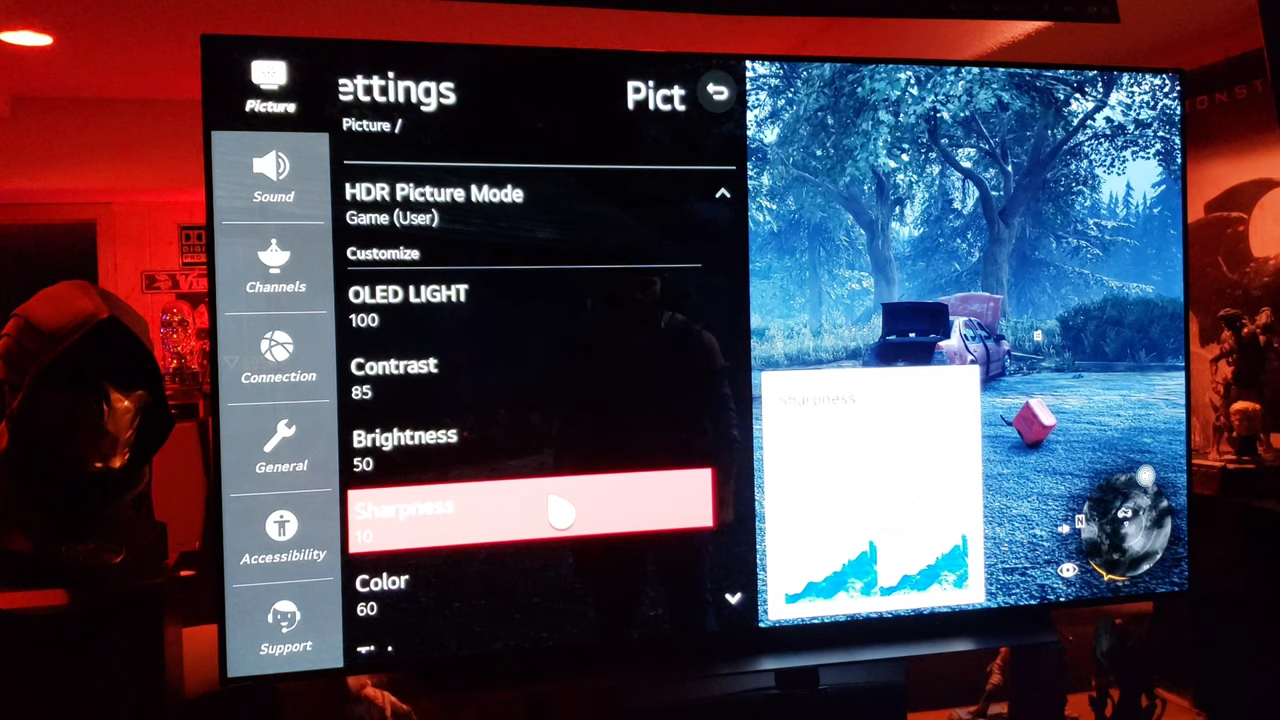 Picture
Sound
Channels
Connection
General
Accessibility
Support
ettings
Pict
Picture /
HDR Picture Mode
Game (User)
Customize
OLED LIGHT
100
Contrast
85
Brightness
50
Sharpness
10
Color
60
Sharpness
N